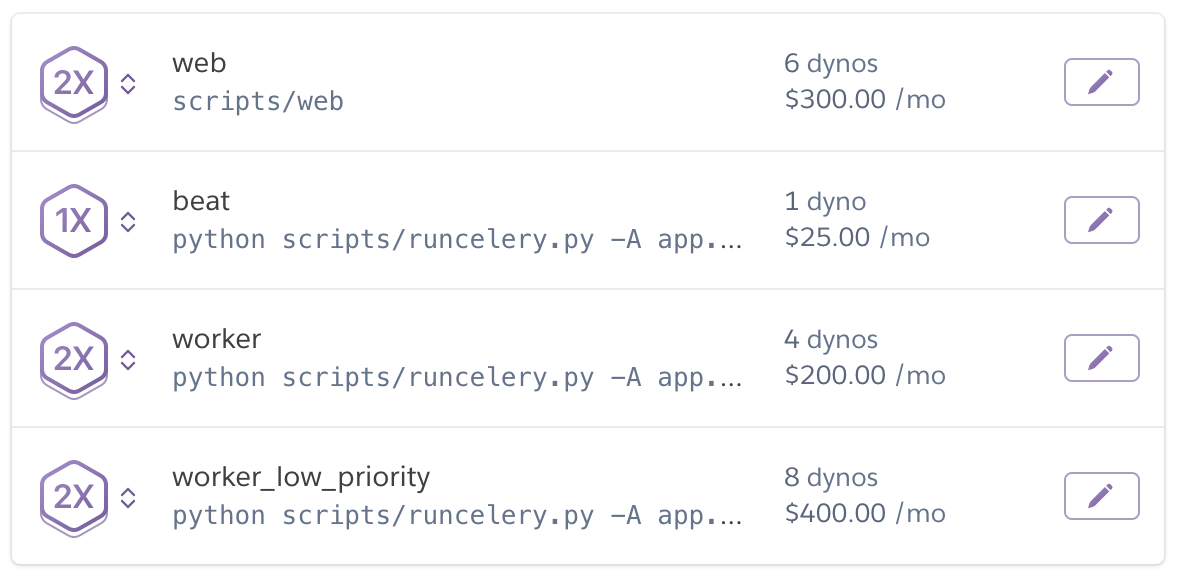 2X
web
scripts/web
6 dynos
$300.00 /mo
1X
beat
python scripts/runcelery.py -A app....
1 dyno
$25.00 /mo
2X
worker
python scripts/runcelery.py -A app....
4 dynos
$200.00 /mo
2X
worker_low_priority
python scripts/runcelery.py -A app....
8 dynos
$400.00 /mo